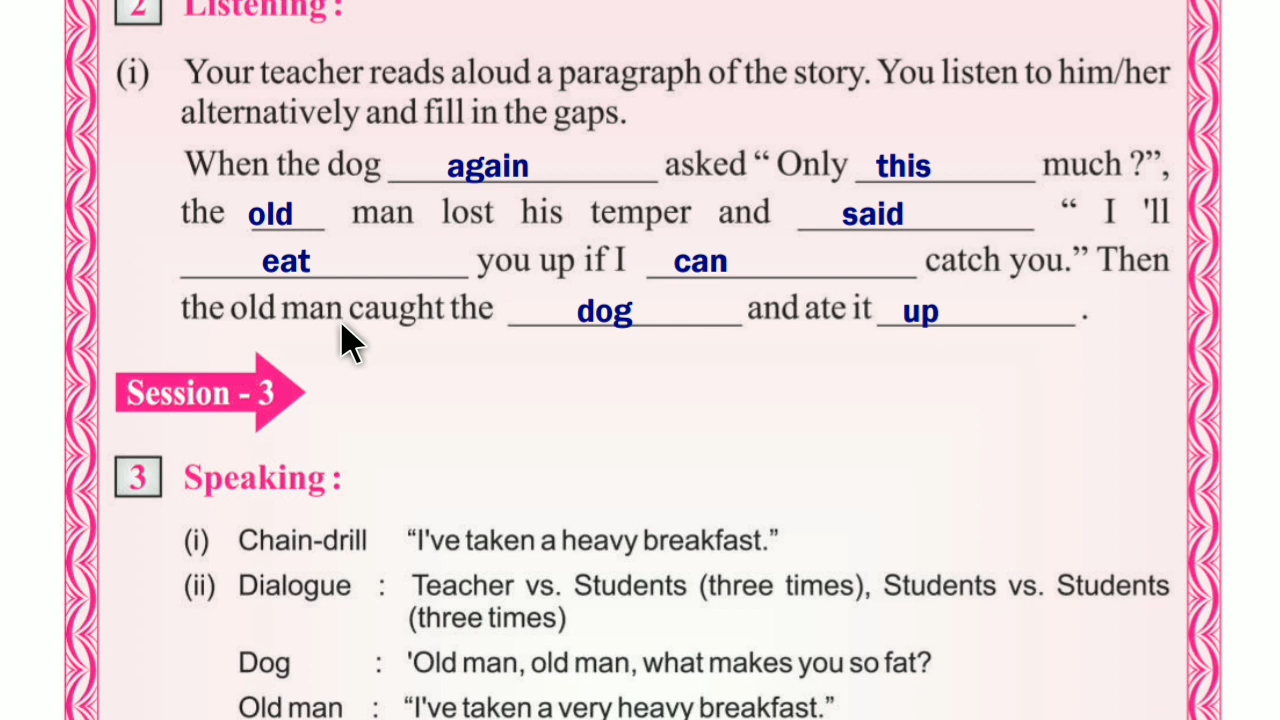 2 Listening :
(i) Your teacher reads aloud a paragraph of the story. You listen to him/her
alternatively and fill in the gaps.
When the dog again asked “ Only this much ?”,
the old man lost his temper and said “ I 'll
eat you up if I can catch you.” Then
the old man caught the dog and ate it up .
Session - 3
3 Speaking :
(i) Chain-drill “I've taken a heavy breakfast.”
(ii) Dialogue : Teacher vs. Students (three times), Students vs. Students
(three times)
Dog : 'Old man, old man, what makes you so fat?
Old man : “I've taken a very heavy breakfast.”